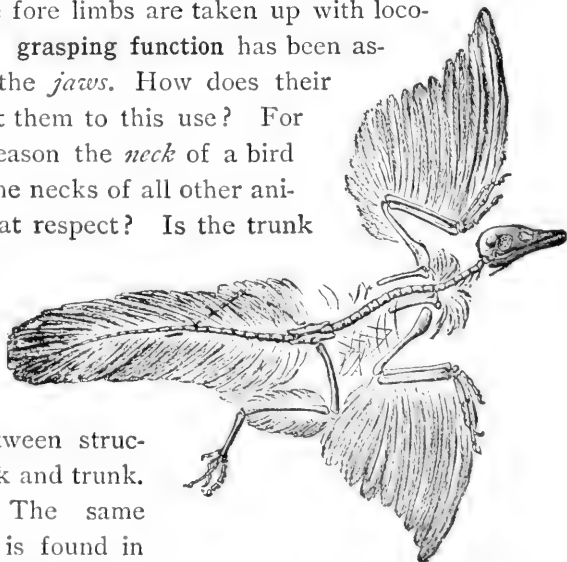 fore limbs are taken up with loco-
grasping function has been as-
the jaws. How does their
them to this use? For
eason the neck of a bird
he necks of all other ani-
at respect? Is the trunk
ween struc-
k and trunk.
The same
is found in